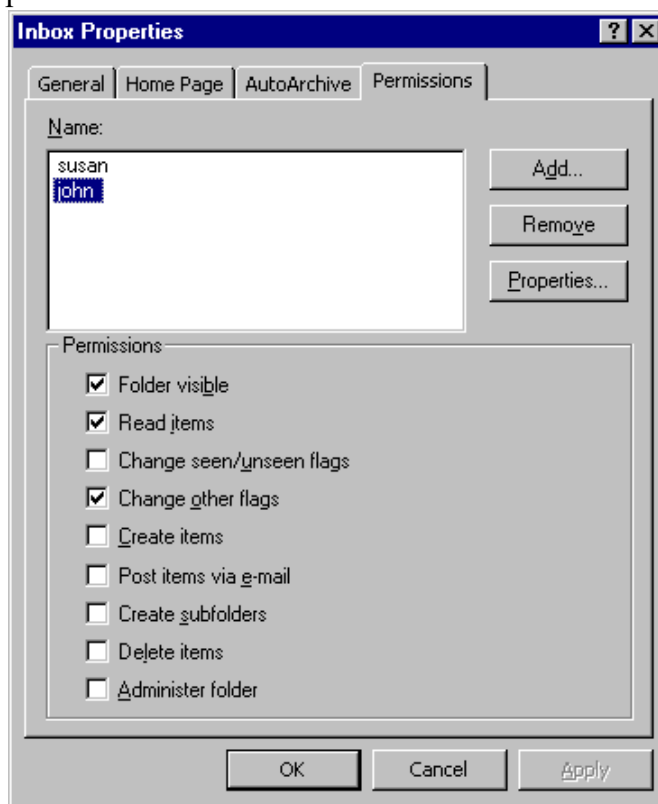 Inbox Properties
General Home Page AutoArchive Permissions
Name:
susan
john
Add...
Remove
Properties...
Permissions
Folder visible
Read items
Change seen/unseen flags
Change other flags
Create items
Post items via e-mail
Create subfolders
Delete items
Administer folder
OK Cancel Apply